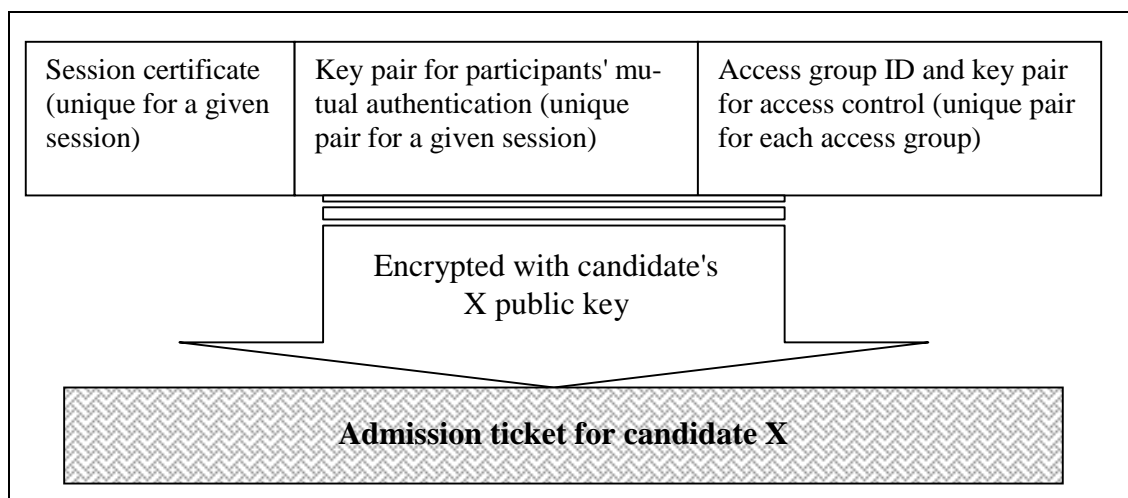 Session certificate
(unique for a given
session)
Key pair for participants' mu-
tual authentication (unique
pair for a given session)
Access group ID and key pair
for access control (unique pair
for each access group)
Encrypted with candidate's
X public key
Admission ticket for candidate X